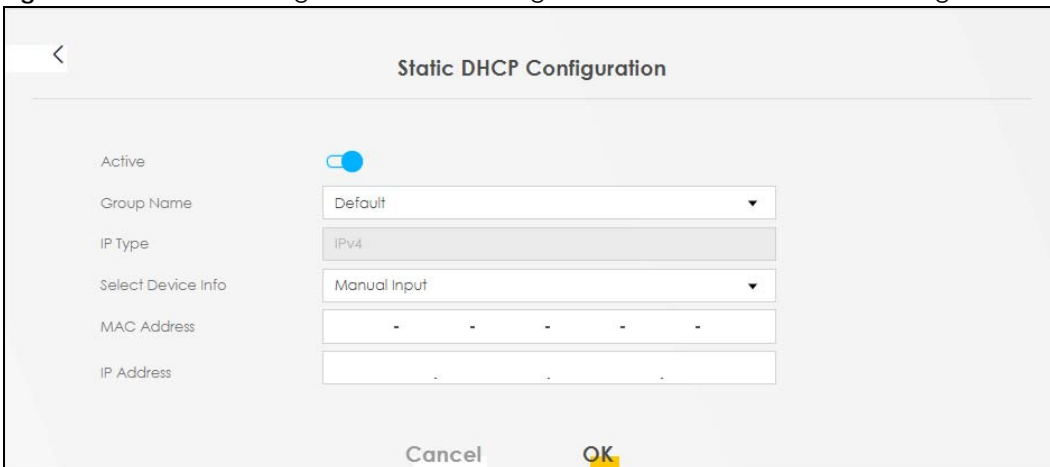 Static DHCP Configuration
Active
Group Name Default
IP Type IPv4
Select Device Info Manual Input
MAC Address - - - - -
IP Address . . .
Cancel OK